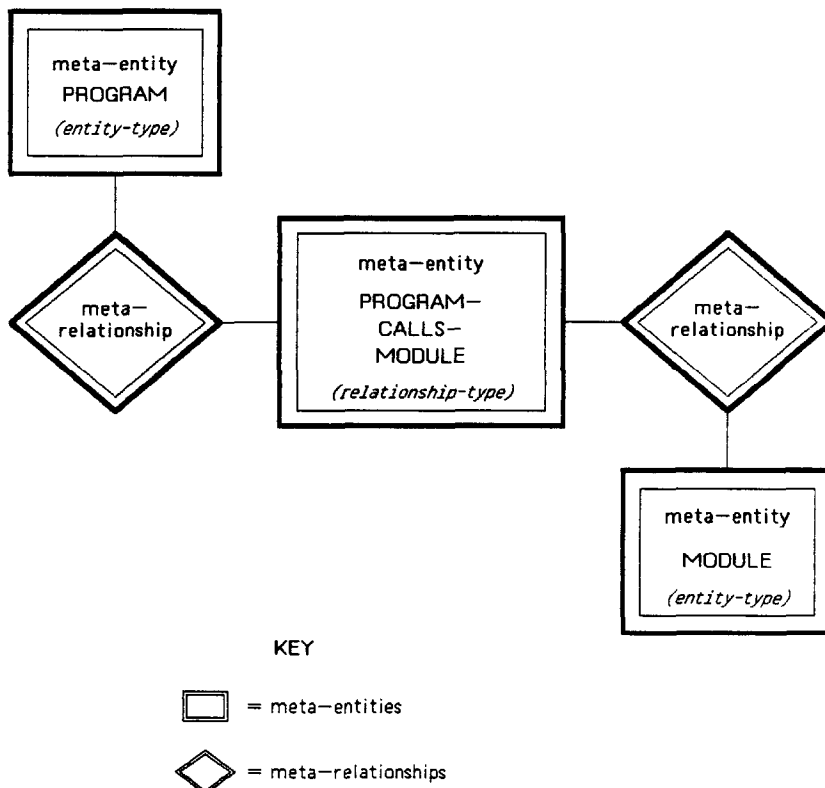 meta-entity
PROGRAM
(entity-type)
meta-
relationship
meta-entity
PROGRAM-
CALLS-
MODULE
(relationship-type)
meta-
relationship
meta-entity
MODULE
(entity-type)
KEY
= meta-entities
= meta-relationships